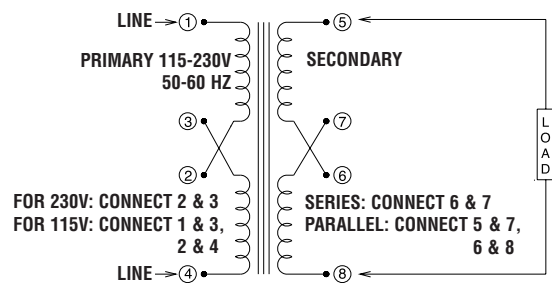 LINE → ① ⑤
PRIMARY 115-230V SECONDARY
50-60 HZ
③ ⑦
LOAD
② ⑥
FOR 230V: CONNECT 2 & 3
FOR 115V: CONNECT 1 & 3,
2 & 4
SERIES: CONNECT 6 & 7
PARALLEL: CONNECT 5 & 7,
6 & 8
LINE → ④ ⑧